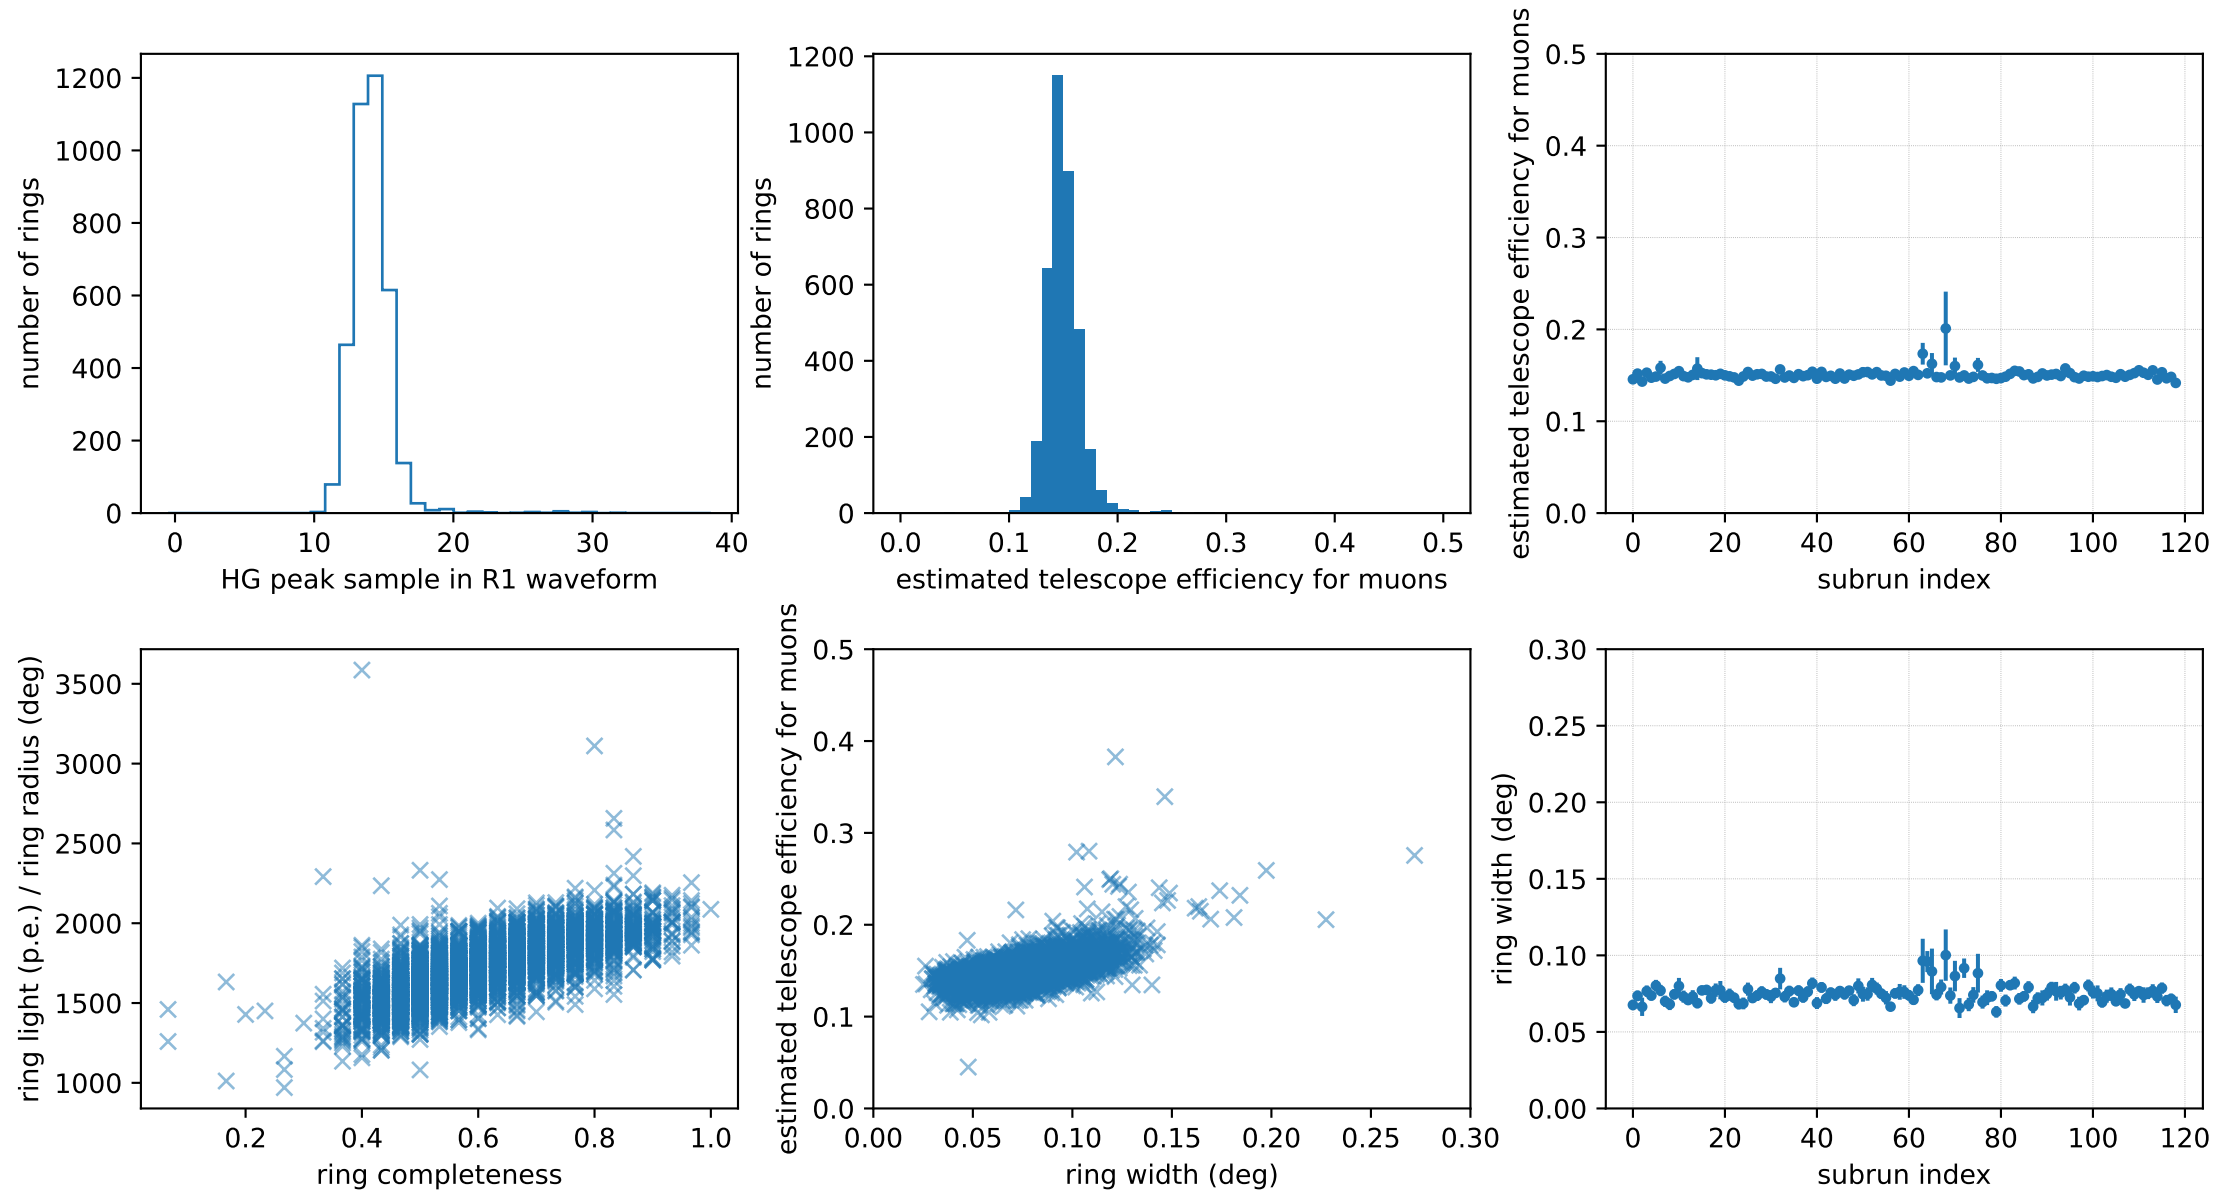 1200
1000
800
600
400
200
0
number of rings
0 10 20 30 40
HG peak sample in R1 waveform
1200
1000
800
600
400
200
0
number of rings
0.0 0.1 0.2 0.3 0.4 0.5
estimated telescope efficiency for muons
0.5
0.4
0.3
0.2
0.1
0.0
estimated telescope efficiency for muons
0 20 40 60 80 100 120
subrun index
3500
3000
2500
2000
1500
1000
ring light (p.e.) / ring radius (deg)
0.2 0.4 0.6 0.8 1.0
ring completeness
0.5
0.4
0.3
0.2
0.1
0.0
estimated telescope efficiency for muons
0.00 0.05 0.10 0.15 0.20 0.25 0.30
ring width (deg)
0.30
0.25
0.20
0.15
0.10
0.05
0.00
ring width (deg)
0 20 40 60 80 100 120
subrun index